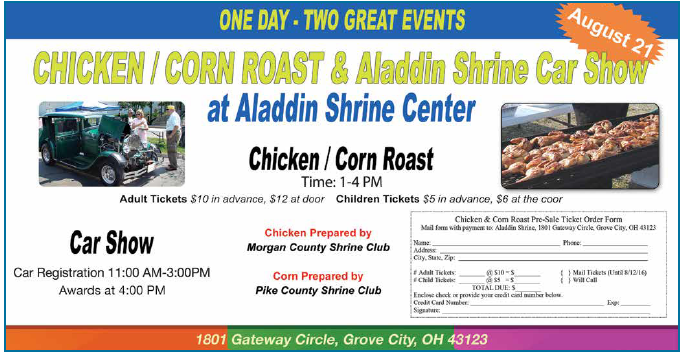 ONE DAY - TWO GREAT EVENTS
August 21
CHICKEN / CORN ROAST & Aladdin Shrine Car Show
at Aladdin Shrine Center
Chicken / Corn Roast
Time: 1-4 PM
Adult Tickets $10 in advance, $12 at door Children Tickets $5 in advance, $6 at the coor
Car Show
Car Registration 11:00 AM-3:00PM
Awards at 4:00 PM
Chicken Prepared by
Morgan County Shrine Club
Corn Prepared by
Pike County Shrine Club
Chicken & Corn Roast Pre-Sale Ticket Order Form
Mail form with payment to: Aladdin Shrine, 1801 Gateway Circle, Grove City, OH 43123
Name: Phone:
Address:
City, State, Zip:
# Adult Tickets: @ $10 = $ ( ) Mail Tickets (Until 8/12/16)
# Child Tickets: @ $5 = $ ( ) Will Call
TOTAL DUE: $
Enclose check or provide your credit card number below.
Credit Card Number: Exp:
Signature:
1801 Gateway Circle, Grove City, OH 43123